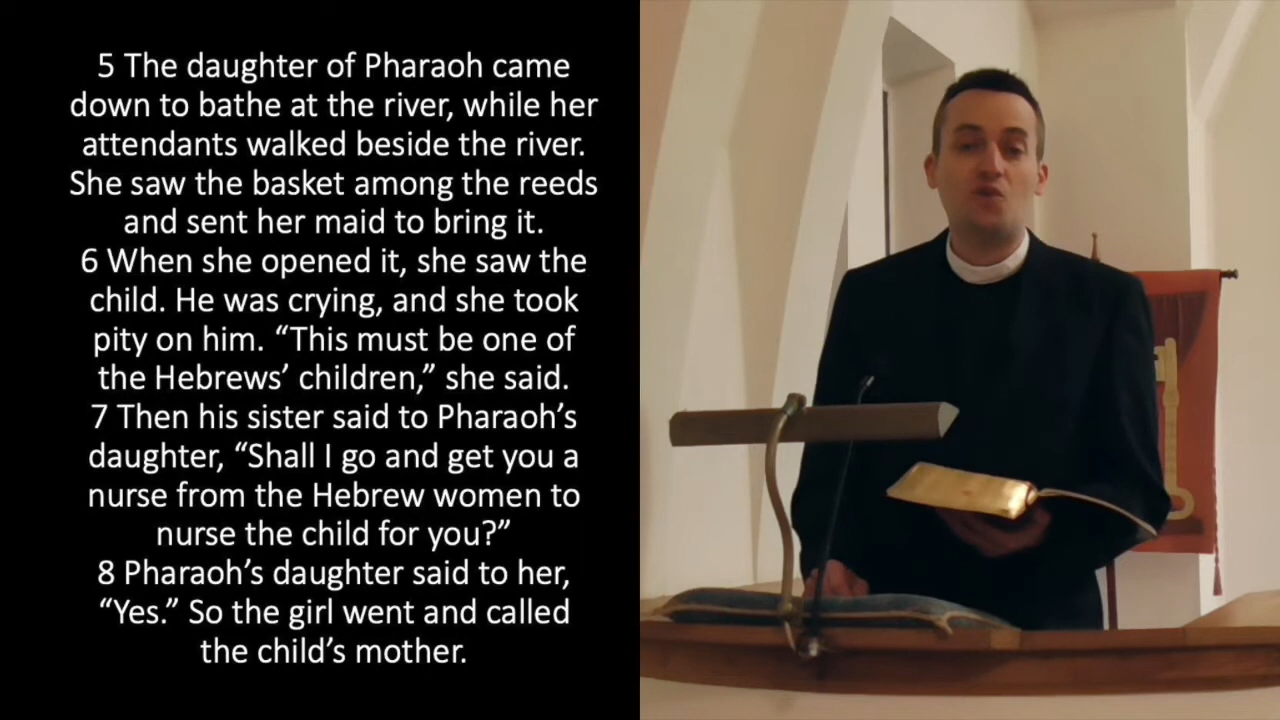 5 The daughter of Pharaoh came
down to bathe at the river, while her
attendants walked beside the river.
She saw the basket among the reeds
and sent her maid to bring it.
6 When she opened it, she saw the
child. He was crying, and she took
pity on him. “This must be one of
the Hebrews’ children,” she said.
7 Then his sister said to Pharaoh’s
daughter, “Shall I go and get you a
nurse from the Hebrew women to
nurse the child for you?”
8 Pharaoh’s daughter said to her,
“Yes.” So the girl went and called
the child’s mother.